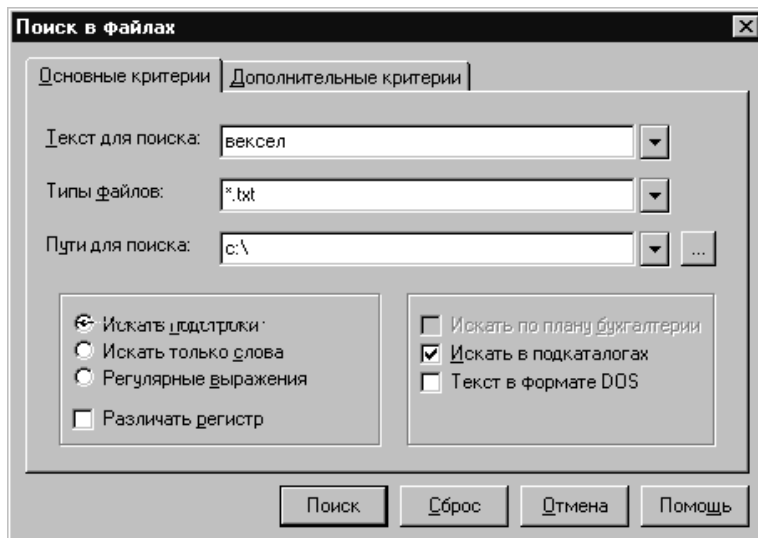 Поиск в файлах
Основные критерии
Дополнительные критерии
Текст для поиска:
вексел
Типы файлов:
*.txt
Пути для поиска:
c:\
...
Искать подстроки
Искать только слова
Регулярные выражения
Различать регистр
Искать по плану бухгалтерии
Искать в подкаталогах
Текст в формате DOS
Поиск
Сброс
Отмена
Помощь